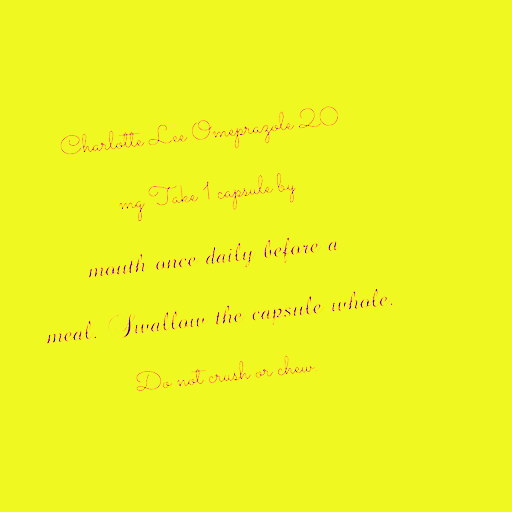 Charlotte Lee Omeprazole 20
mg Take 1 capsule by
mouth once daily before a
meal. Swallow the capsule whole.
Do not crush or chew